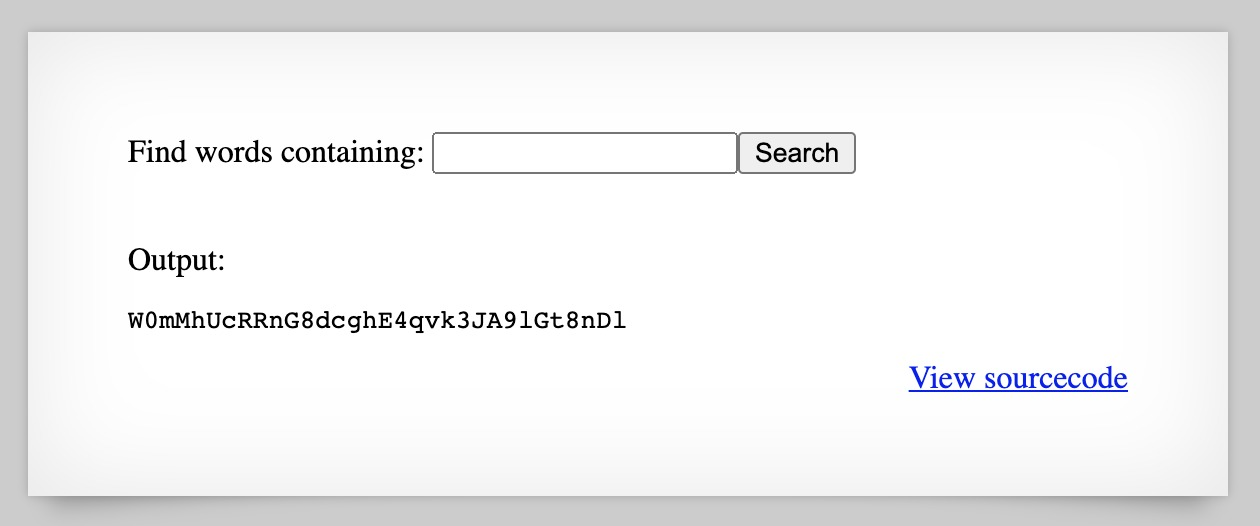 Find words containing: Search
Output:
W0mMhUcRRnG8dcghE4qvk3JA9lGt8nDl
View sourcecode